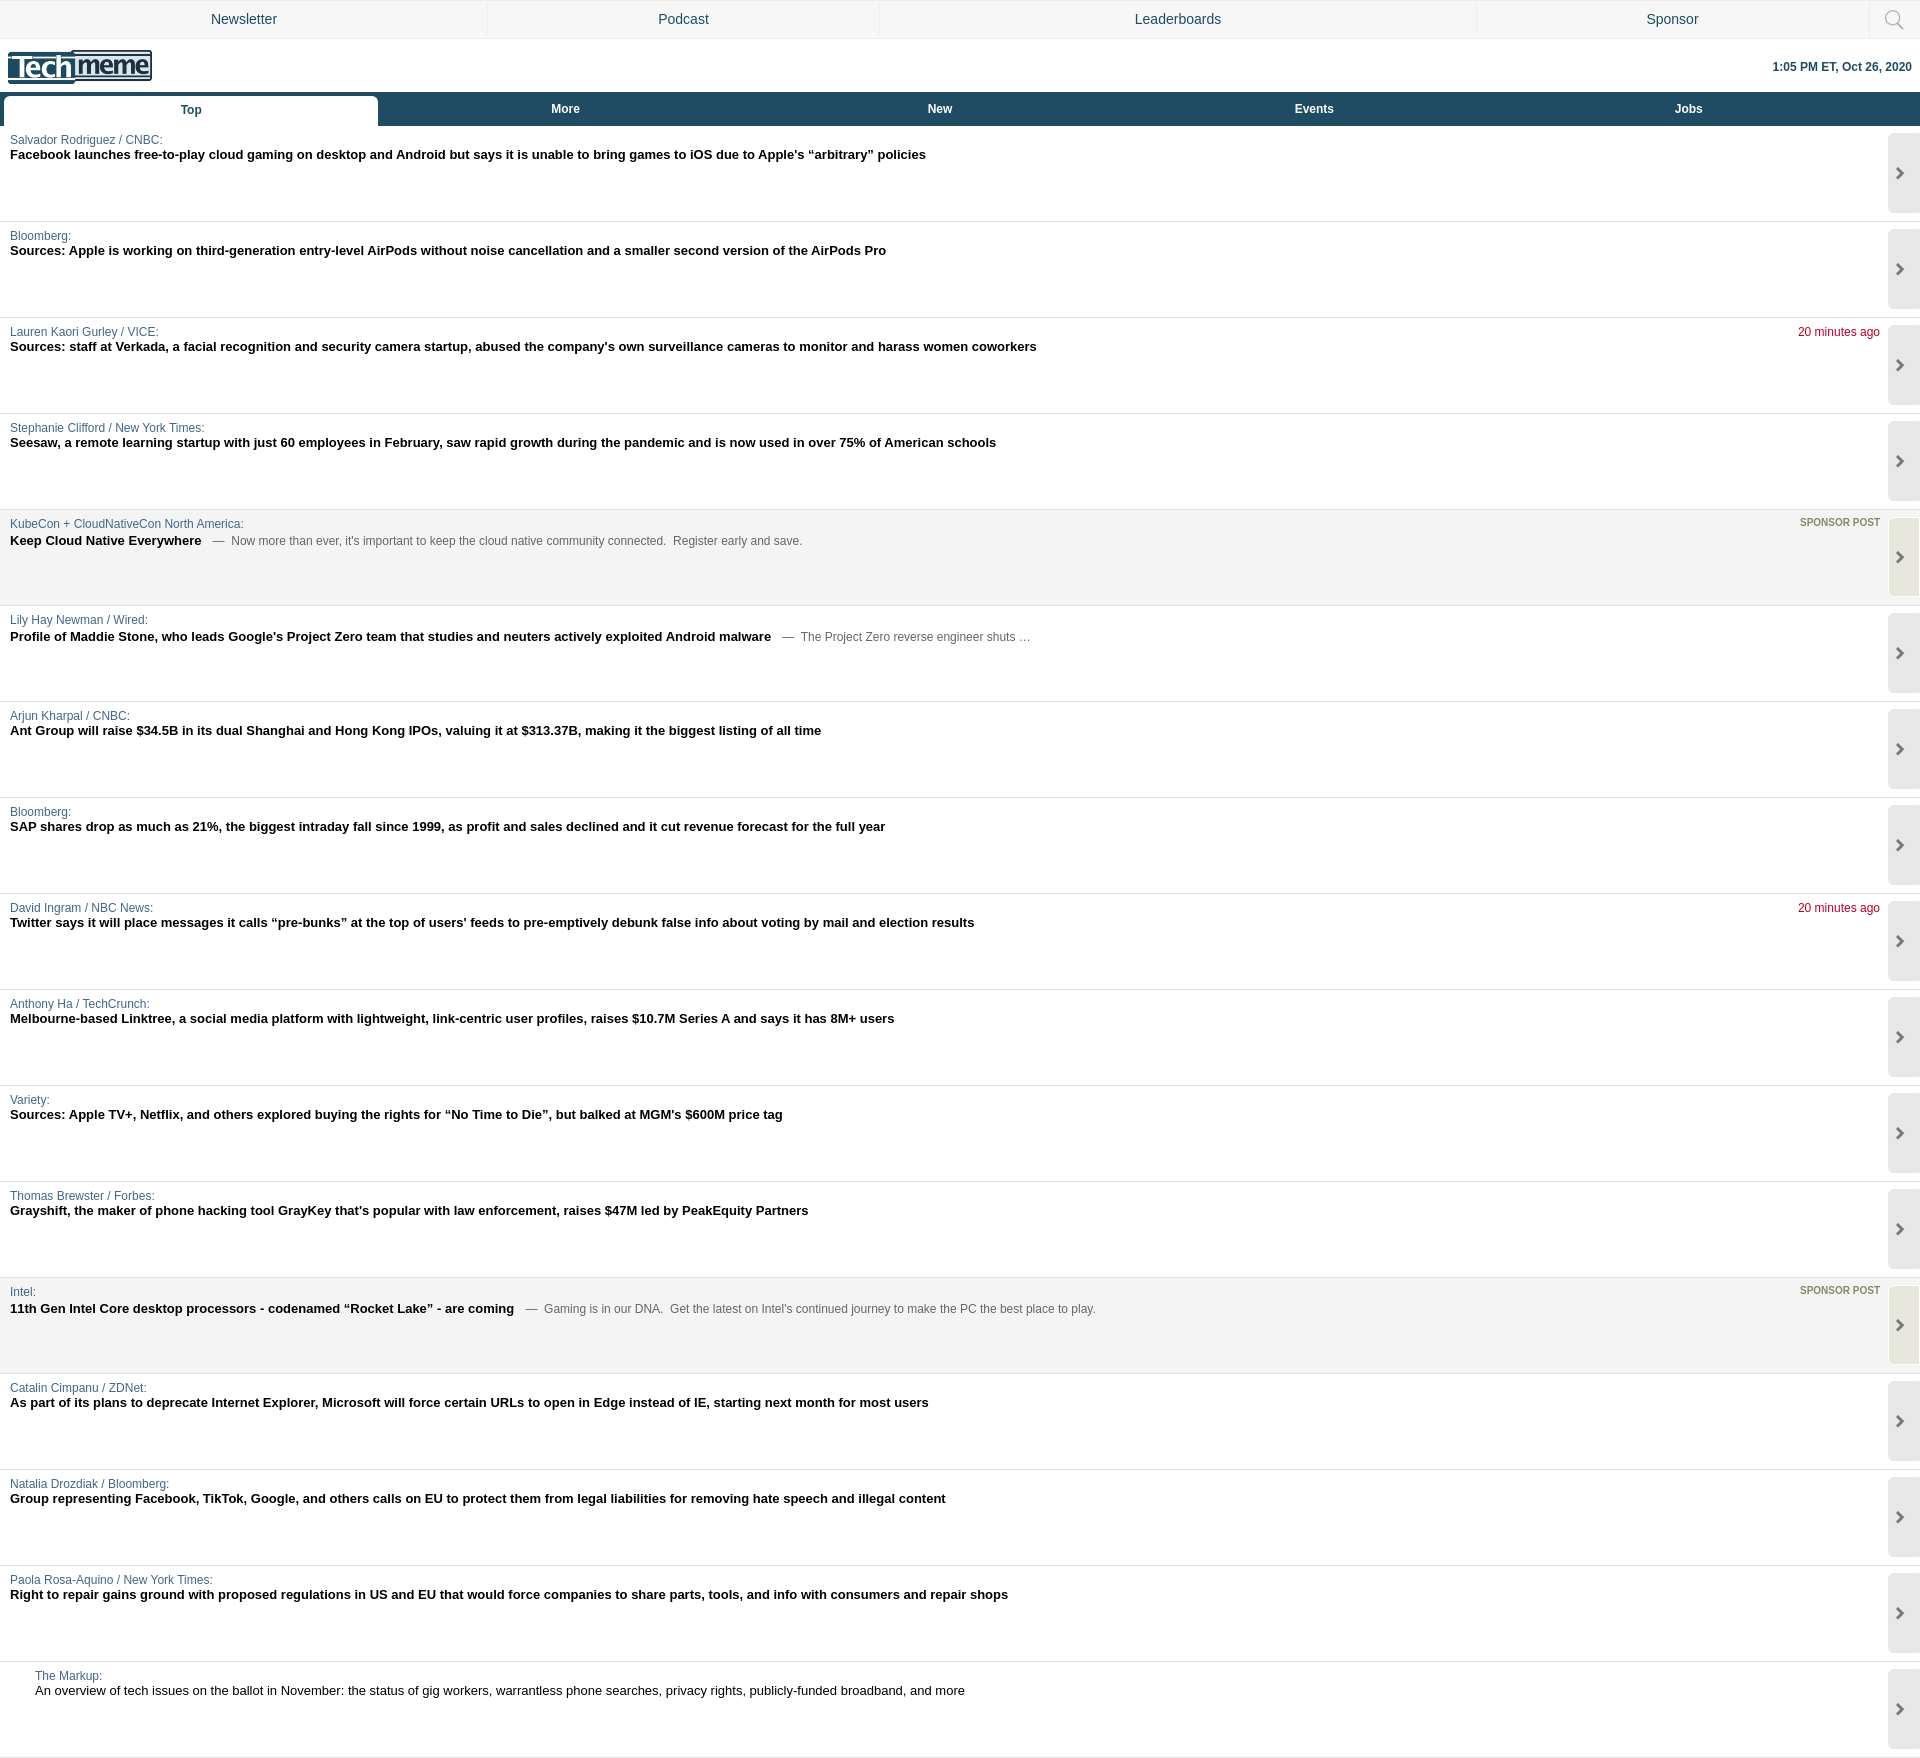 Newsletter
Podcast
Leaderboards
Sponsor
Techmeme
1:05 PM ET, Oct 26, 2020
Top
More
New
Events
Jobs
Salvador Rodriguez / CNBC:
Facebook launches free-to-play cloud gaming on desktop and Android but says it is unable to bring games to iOS due to Apple's “arbitrary” policies
Bloomberg:
Sources: Apple is working on third-generation entry-level AirPods without noise cancellation and a smaller second version of the AirPods Pro
Lauren Kaori Gurley / VICE:
20 minutes ago
Sources: staff at Verkada, a facial recognition and security camera startup, abused the company's own surveillance cameras to monitor and harass women coworkers
Stephanie Clifford / New York Times:
Seesaw, a remote learning startup with just 60 employees in February, saw rapid growth during the pandemic and is now used in over 75% of American schools
KubeCon + CloudNativeCon North America:
SPONSOR POST
Keep Cloud Native Everywhere — Now more than ever, it's important to keep the cloud native community connected. Register early and save.
Lily Hay Newman / Wired:
Profile of Maddie Stone, who leads Google's Project Zero team that studies and neuters actively exploited Android malware — The Project Zero reverse engineer shuts …
Arjun Kharpal / CNBC:
Ant Group will raise $34.5B in its dual Shanghai and Hong Kong IPOs, valuing it at $313.37B, making it the biggest listing of all time
Bloomberg:
SAP shares drop as much as 21%, the biggest intraday fall since 1999, as profit and sales declined and it cut revenue forecast for the full year
David Ingram / NBC News:
20 minutes ago
Twitter says it will place messages it calls “pre-bunks” at the top of users' feeds to pre-emptively debunk false info about voting by mail and election results
Anthony Ha / TechCrunch:
Melbourne-based Linktree, a social media platform with lightweight, link-centric user profiles, raises $10.7M Series A and says it has 8M+ users
Variety:
Sources: Apple TV+, Netflix, and others explored buying the rights for “No Time to Die”, but balked at MGM's $600M price tag
Thomas Brewster / Forbes:
Grayshift, the maker of phone hacking tool GrayKey that's popular with law enforcement, raises $47M led by PeakEquity Partners
Intel:
SPONSOR POST
11th Gen Intel Core desktop processors - codenamed “Rocket Lake” - are coming — Gaming is in our DNA. Get the latest on Intel's continued journey to make the PC the best place to play.
Catalin Cimpanu / ZDNet:
As part of its plans to deprecate Internet Explorer, Microsoft will force certain URLs to open in Edge instead of IE, starting next month for most users
Natalia Drozdiak / Bloomberg:
Group representing Facebook, TikTok, Google, and others calls on EU to protect them from legal liabilities for removing hate speech and illegal content
Paola Rosa-Aquino / New York Times:
Right to repair gains ground with proposed regulations in US and EU that would force companies to share parts, tools, and info with consumers and repair shops
The Markup:
An overview of tech issues on the ballot in November: the status of gig workers, warrantless phone searches, privacy rights, publicly-funded broadband, and more